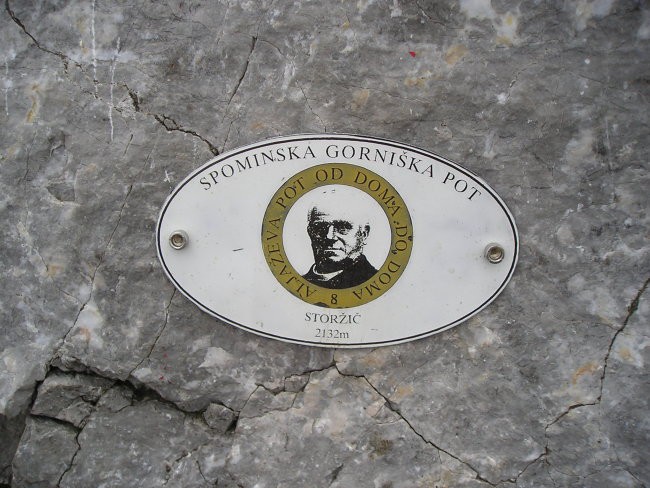 SPOMINSKA GORNIŠKA POT
ALJAŽEVA POT OD DOMA DO DOMA
8
STORŽIČ
2132m